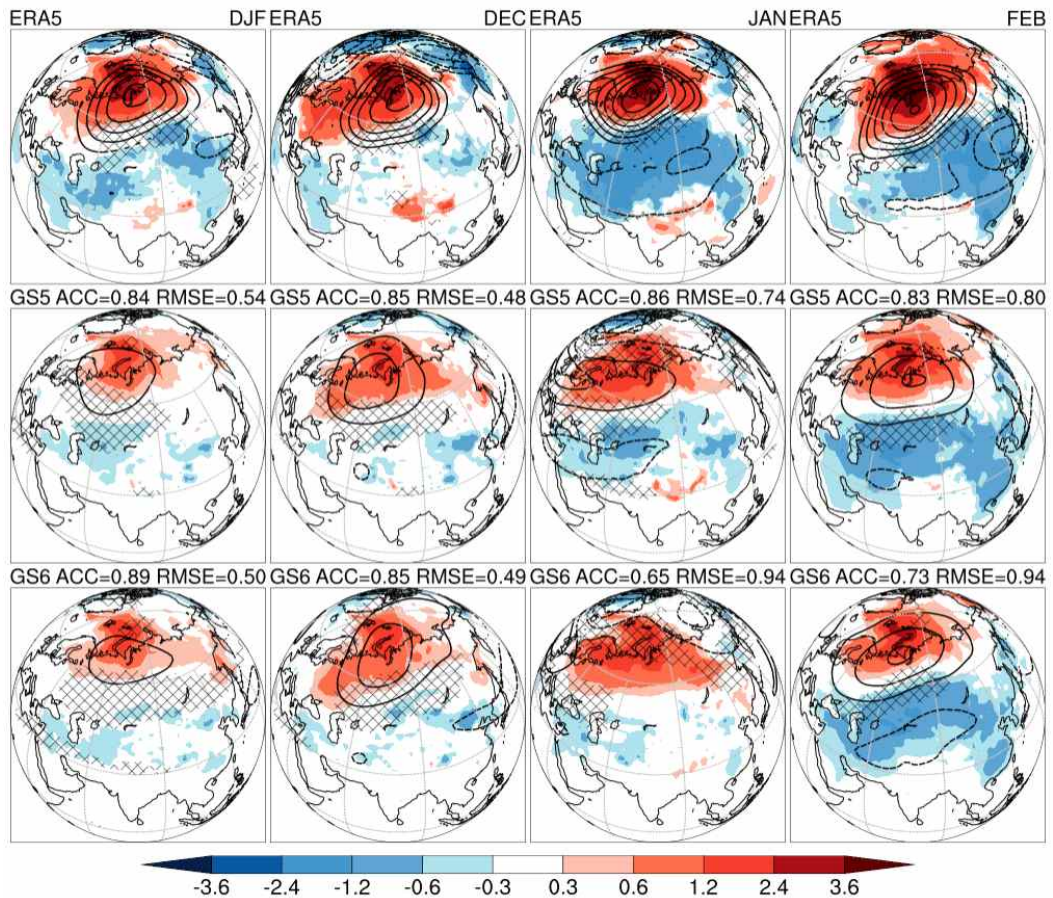 ERA5 DJF ERA5 DEC ERA5 JAN ERA5 FEB
GS5 ACC=0.84 RMSE=0.54 GS5 ACC=0.85 RMSE=0.48 GS5 ACC=0.86 RMSE=0.74 GS5 ACC=0.83 RMSE=0.80
GS6 ACC=0.89 RMSE=0.50 GS6 ACC=0.85 RMSE=0.49 GS6 ACC=0.65 RMSE=0.94 GS6 ACC=0.73 RMSE=0.94
-3.6 -2.4 -1.2 -0.6 -0.3 0.3 0.6 1.2 2.4 3.6